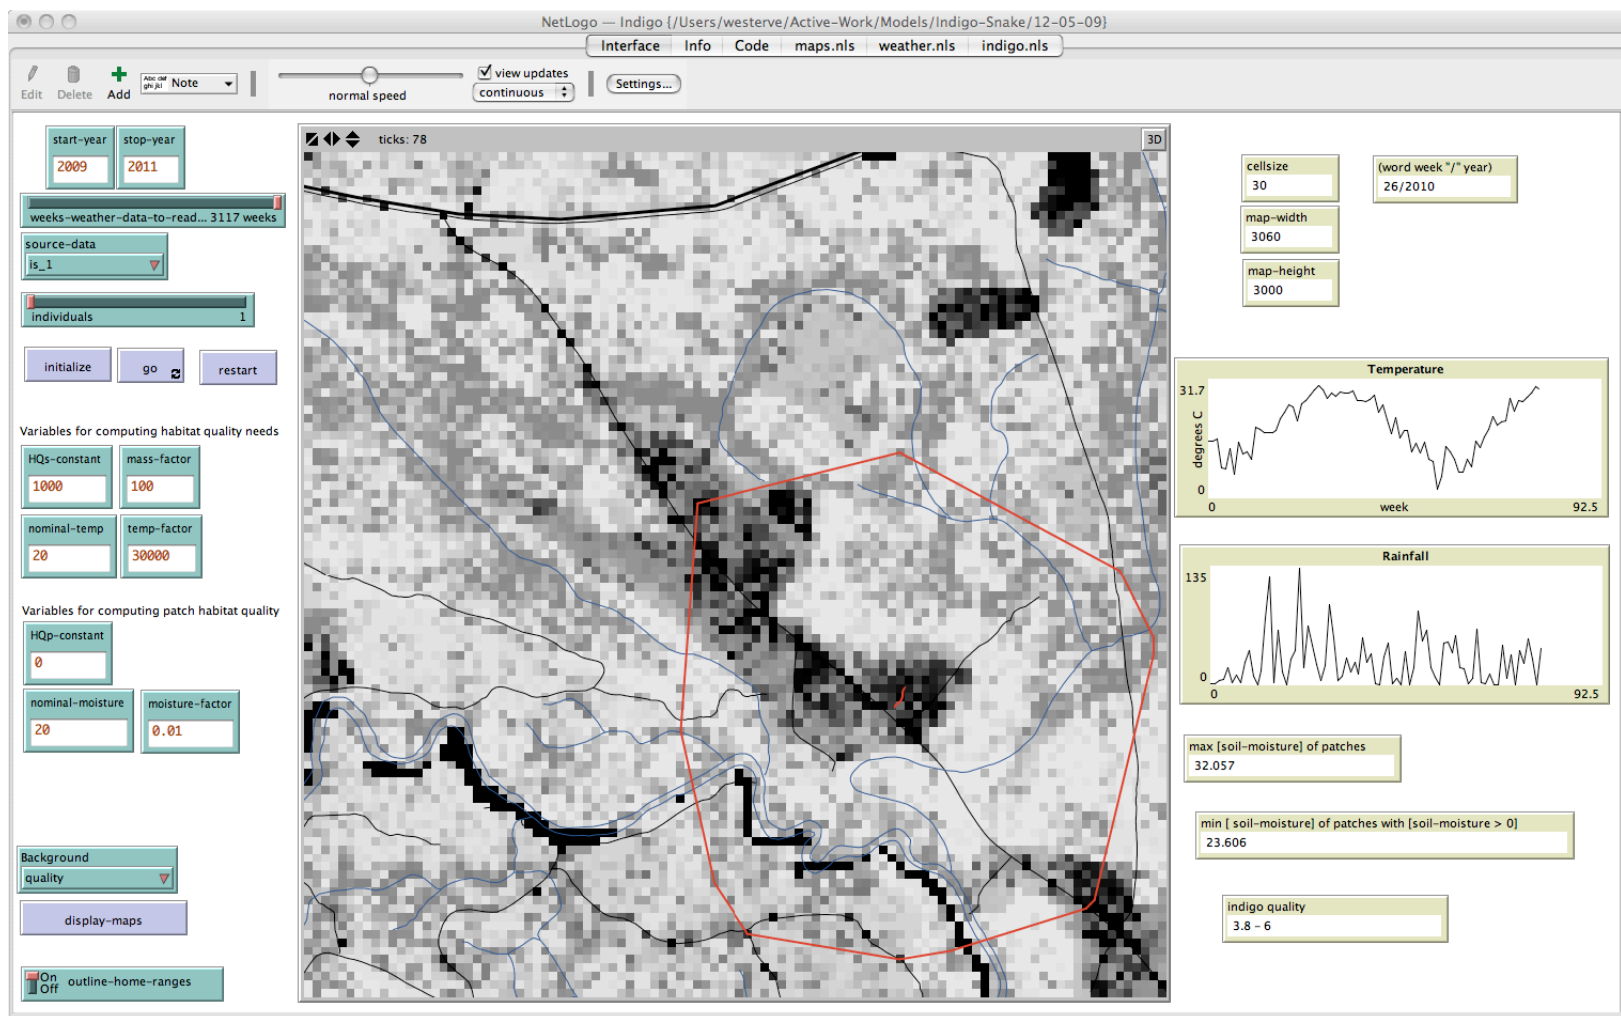 NetLogo — Indigo {/Users/westerve/Active-Work/Models/Indigo-Snake/12-05-09}
Interface Info Code maps.nls weather.nls indigo.nls
Edit Delete Add Abc def ghi jkl Note normal speed view updates continuous Settings...
ticks: 78 3D
start-year stop-year
2009 2011
weeks-weather-data-to-read... 3117 weeks
source-data
is_1
individuals 1
initialize go restart
Variables for computing habitat quality needs
HQs-constant mass-factor
1000 100
nominal-temp temp-factor
20 30000
Variables for computing patch habitat quality
HQp-constant
0
nominal-moisture moisture-factor
20 0.01
Background
quality
display-maps
On
Off
outline-home-ranges
cellsize
30
(word week "/" year)
26/2010
map-width
3060
map-height
3000
Temperature
31.7
degrees C
0
0 week 92.5
Rainfall
135
0
0 92.5
max [soil-moisture] of patches
32.057
min [ soil-moisture] of patches with [soil-moisture > 0]
23.606
indigo quality
3.8 - 6